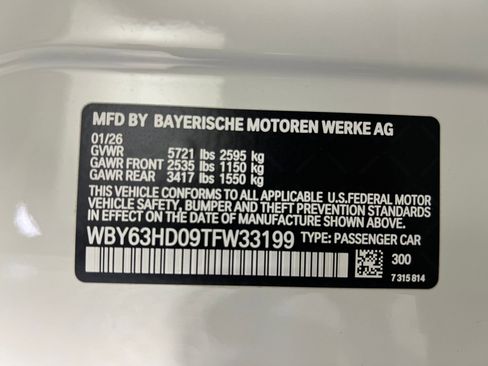 MFD BY BAYERISCHE MOTOREN WERKE AG
01/26
GVWR 5721 lbs 2595 kg
GAWR FRONT 2535 lbs 1150 kg
GAWR REAR 3417 lbs 1550 kg
THIS VEHICLE CONFORMS TO ALL APPLICABLE U.S.FEDERAL MOTOR
VEHICLE SAFETY, BUMPER AND THEFT PREVENTION STANDARDS
IN EFFECT ON THE DATE OF MANUFACTURE SHOWN ABOVE.
WBY63HD09TFW33199 TYPE: PASSENGER CAR
300
7 315 814